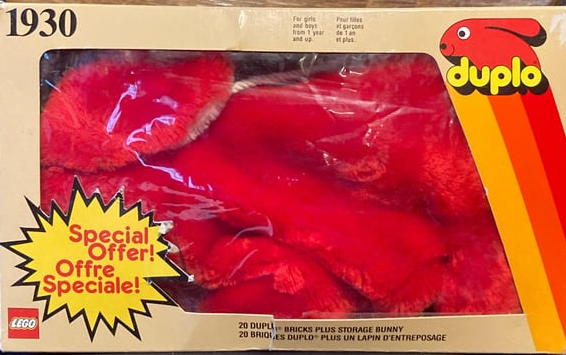 1930
For girls
and boys
from 1 year
and up.
Pour filles
et garçons
de 1 an
et plus.
duplo
Special
Offer!
Offre
Speciale!
LEGO
20 DUPLO® BRICKS PLUS STORAGE BUNNY
20 BRIQUES DUPLO® PLUS UN LAPIN D'ENTREPOSAGE